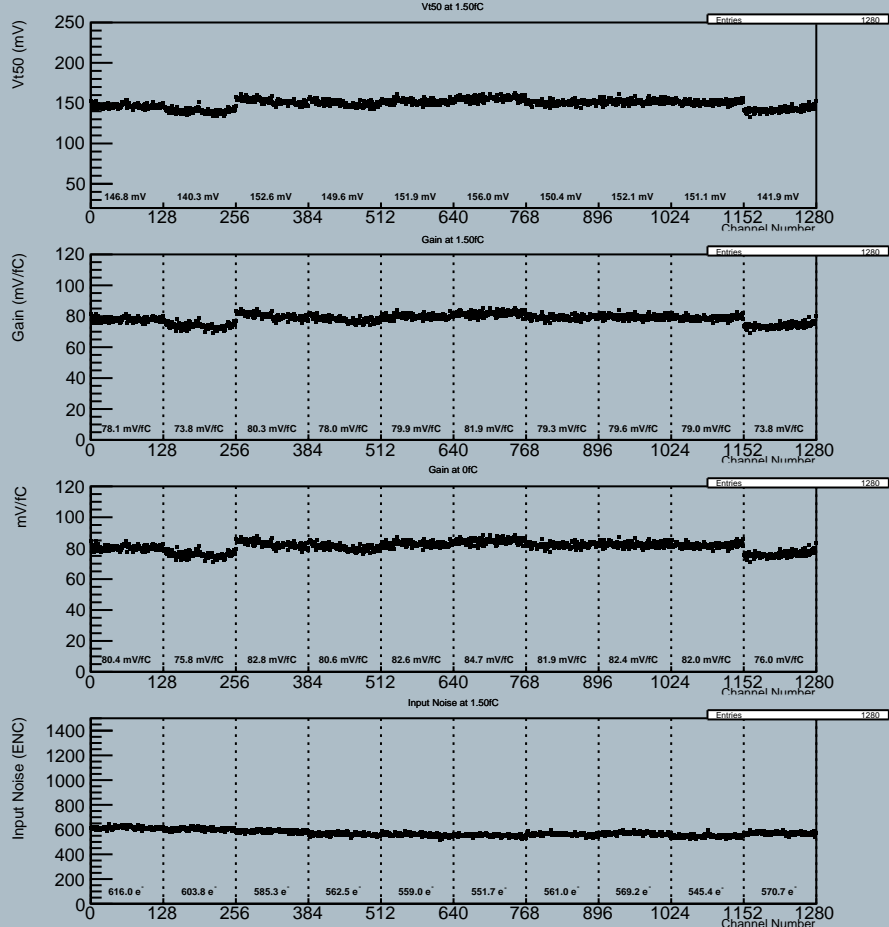 Vt50 at 1.50fC
Entries 1280
Vt50 (mV)
250
200
150
100
50
146.8 mV 140.3 mV 152.6 mV 149.6 mV 151.9 mV 156.0 mV 150.4 mV 152.1 mV 151.1 mV 141.9 mV
0 128 256 384 512 640 768 896 1024 1152 1280
Channel Number
Gain at 1.50fC
Entries 1280
Gain (mV/fC)
120
100
80
60
40
20
0
78.1 mV/fC 73.8 mV/fC 80.3 mV/fC 78.0 mV/fC 79.9 mV/fC 81.9 mV/fC 79.3 mV/fC 79.6 mV/fC 79.0 mV/fC 73.8 mV/fC
0 128 256 384 512 640 768 896 1024 1152 1280
Channel Number
Gain at 0fC
Entries 1280
mV/fC
120
100
80
60
40
20
0
80.4 mV/fC 75.8 mV/fC 82.8 mV/fC 80.6 mV/fC 82.6 mV/fC 84.7 mV/fC 81.9 mV/fC 82.4 mV/fC 82.0 mV/fC 76.0 mV/fC
0 128 256 384 512 640 768 896 1024 1152 1280
Channel Number
Input Noise at 1.50fC
Entries 1280
Input Noise (ENC)
1400
1200
1000
800
600
400
200
0
616.0 e⁻ 603.8 e⁻ 585.3 e⁻ 562.5 e⁻ 559.0 e⁻ 551.7 e⁻ 561.0 e⁻ 569.2 e⁻ 545.4 e⁻ 570.7 e⁻
0 128 256 384 512 640 768 896 1024 1152 1280
Channel Number